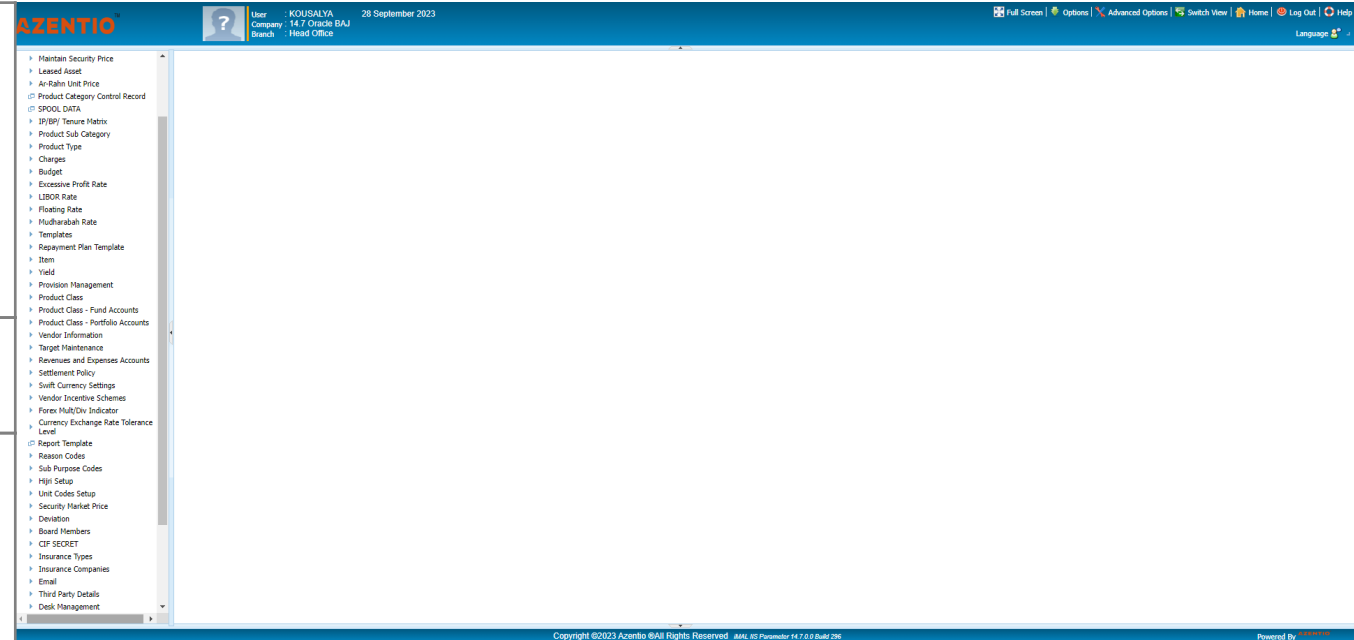 AZENTIO
User : KOUSALYA 28 September 2023
Company : 14.7 Oracle BAJ
Branch : Head Office
Full Screen | Options | Advanced Options | Switch View | Home | Log Out | Help
Language
Maintain Security Price
Leased Asset
Ar-Rahn Unit Price
Product Category Control Record
SPOOL DATA
IP/BP/ Tenure Matrix
Product Sub Category
Product Type
Charges
Budget
Excessive Profit Rate
LIBOR Rate
Floating Rate
Mudharabah Rate
Templates
Repayment Plan Template
Item
Yield
Provision Management
Product Class
Product Class - Fund Accounts
Product Class - Portfolio Accounts
Vendor Information
Target Maintenance
Revenues and Expenses Accounts
Settlement Policy
Swift Currency Settings
Vendor Incentive Schemes
Forex Mult/Div Indicator
Currency Exchange Rate Tolerance
Level
Report Template
Reason Codes
Sub Purpose Codes
Hijri Setup
Unit Codes Setup
Security Market Price
Deviation
Board Members
CIF SECRET
Insurance Types
Insurance Companies
Email
Third Party Details
Desk Management
Copyright ©2023 Azentio ®All Rights Reserved iMAL IIS Parameter 14.7.0.0 Build 296
Powered By AZENTIO